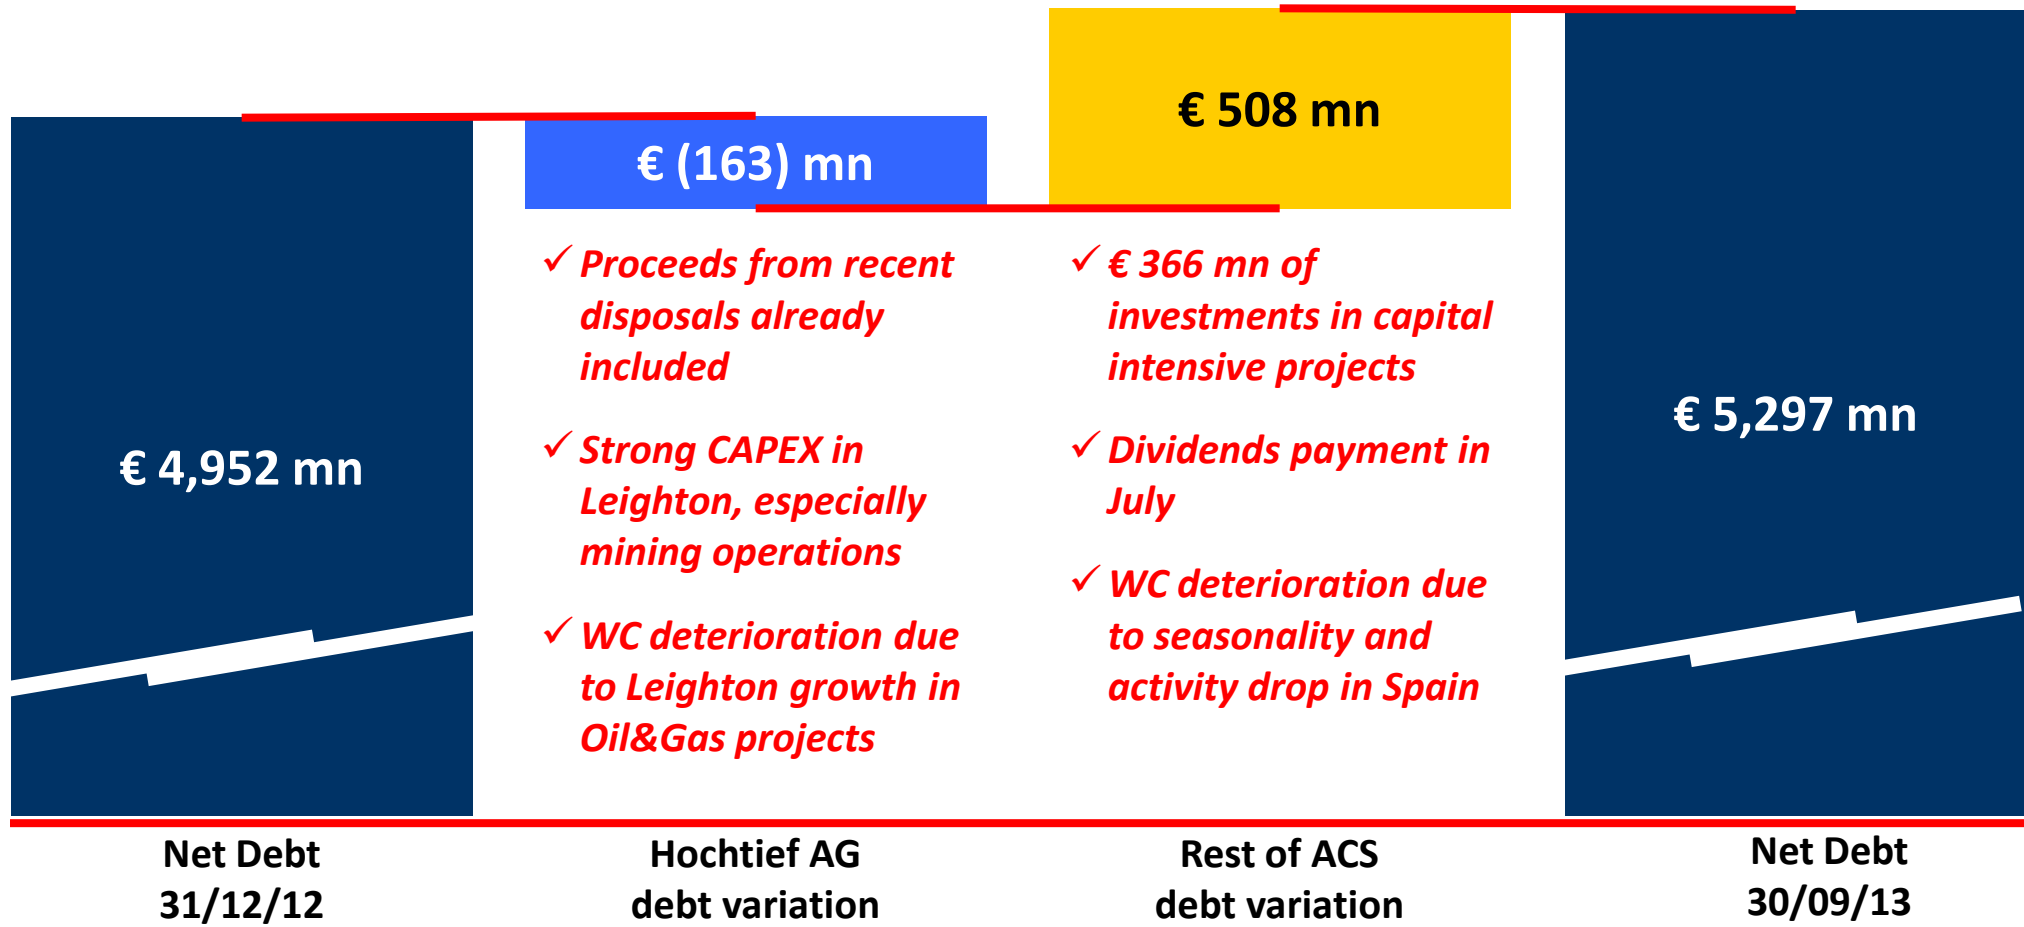 € 508 mn
€ (163) mn
€ 4,952 mn
✓ Proceeds from recent
disposals already
included
✓ Strong CAPEX in
Leighton, especially
mining operations
✓ WC deterioration due
to Leighton growth in
Oil&Gas projects
✓ € 366 mn of
investments in capital
intensive projects
✓ Dividends payment in
July
✓ WC deterioration due
to seasonality and
activity drop in Spain
€ 5,297 mn
Net Debt
31/12/12
Hochtief AG
debt variation
Rest of ACS
debt variation
Net Debt
30/09/13